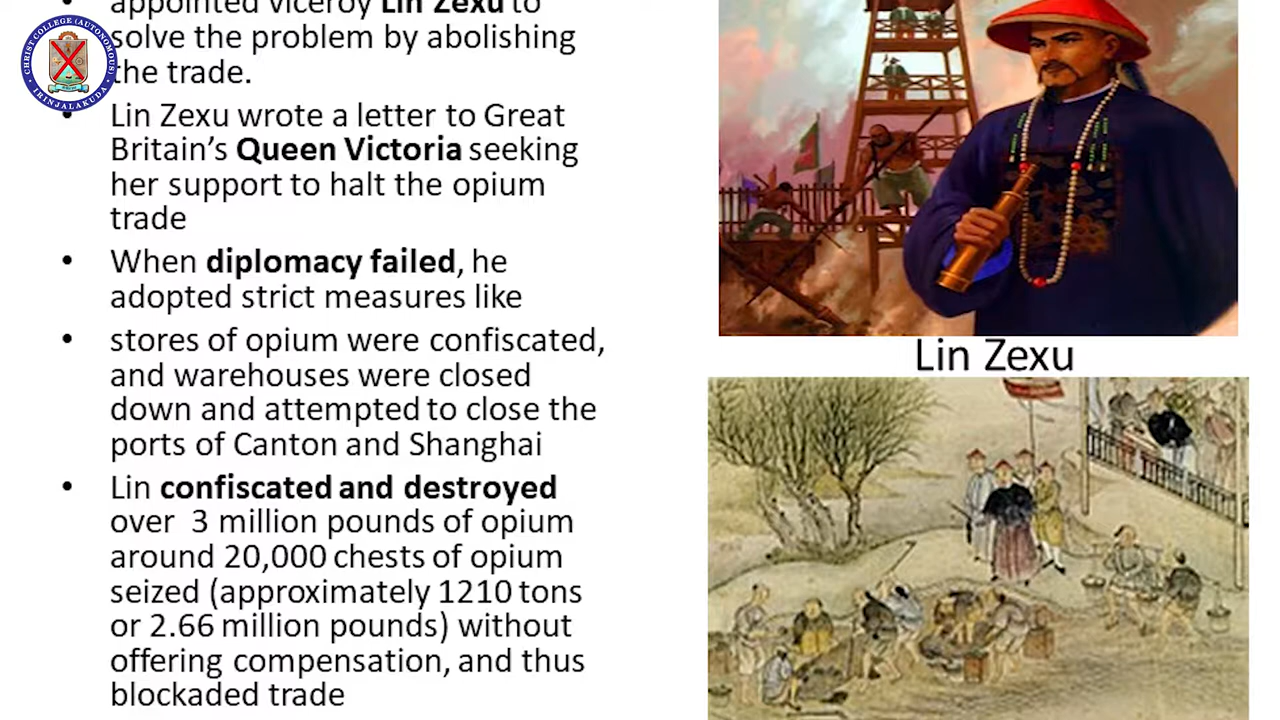 appointed viceroy Lin Zexu to
solve the problem by abolishing
the trade.
• Lin Zexu wrote a letter to Great
Britain’s Queen Victoria seeking
her support to halt the opium
trade
• When diplomacy failed, he
adopted strict measures like
• stores of opium were confiscated,
and warehouses were closed
down and attempted to close the
ports of Canton and Shanghai
• Lin confiscated and destroyed
over 3 million pounds of opium
around 20,000 chests of opium
seized (approximately 1210 tons
or 2.66 million pounds) without
offering compensation, and thus
blockaded trade
Lin Zexu
CHRIST COLLEGE (AUTONOMOUS)
IRINJALAKUDA